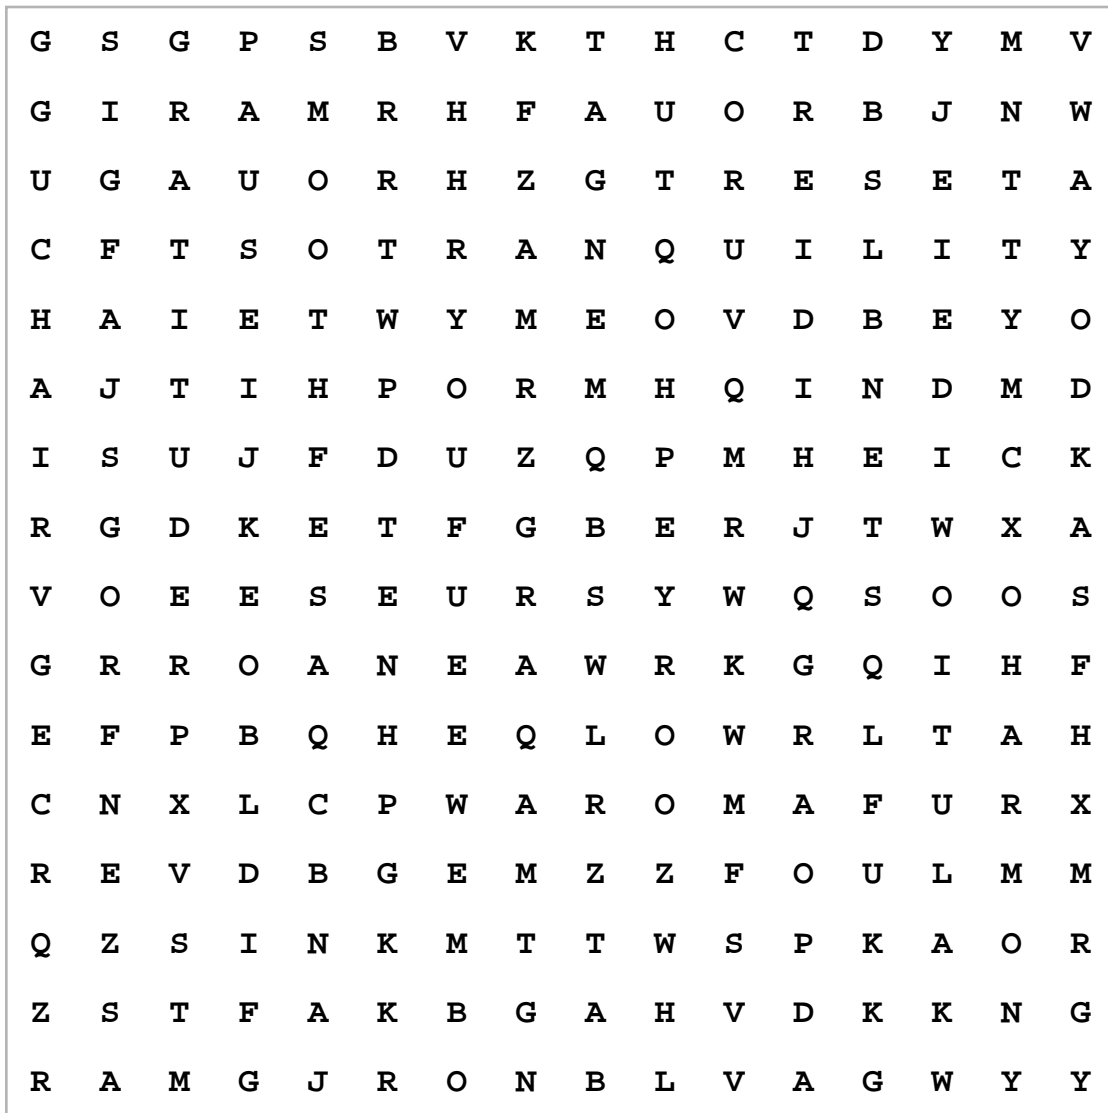 G S G P S B V K T H C T D Y M V
G I R A M R H F A U O R B J N W
U G A U O R H Z G T R E S E T A
C F T S O T R A N Q U I L I T Y
H A I E T W Y M E O V D B E Y O
A J T I H P O R M H Q I N D M D
I S U J F D U Z Q P M H E I C K
R G D K E T F G B E R J T W X A
V O E E S E U R S Y W Q S O O S
G R R O A N E A W R K G Q I H F
E F P B Q H E Q L O W R L T A H
C N X L C P W A R O M A F U R X
R E V D B G E M Z Z F O U L M M
Q Z S I N K M T T W S P K A O R
Z S T F A K B G A H V D K K N G
R A M G J R O N B L V A G W Y Y